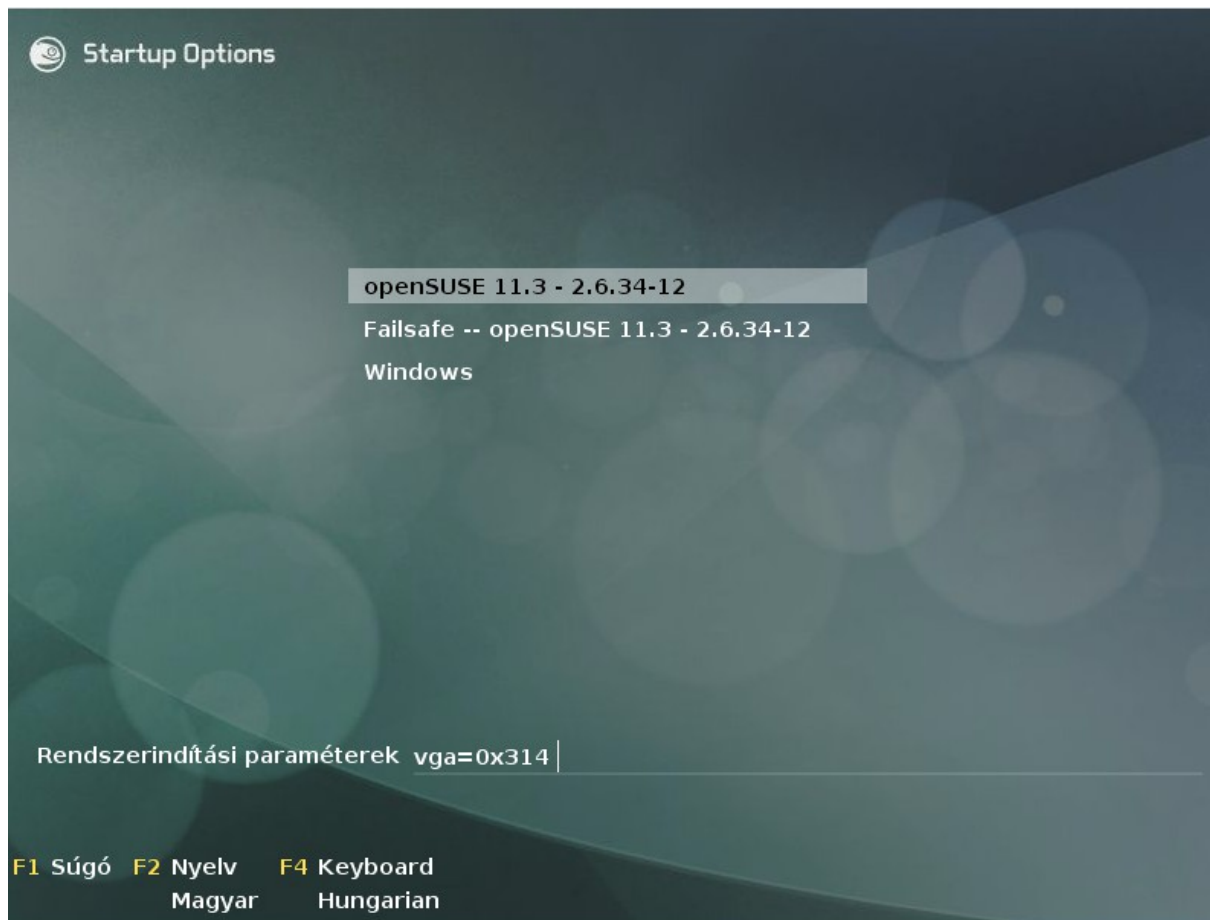 Startup Options
openSUSE 11.3 - 2.6.34-12
Failsafe -- openSUSE 11.3 - 2.6.34-12
Windows
Rendszerindítási paraméterek vga=0x314
F1 Súgó F2 Nyelv F4 Keyboard
Magyar Hungarian